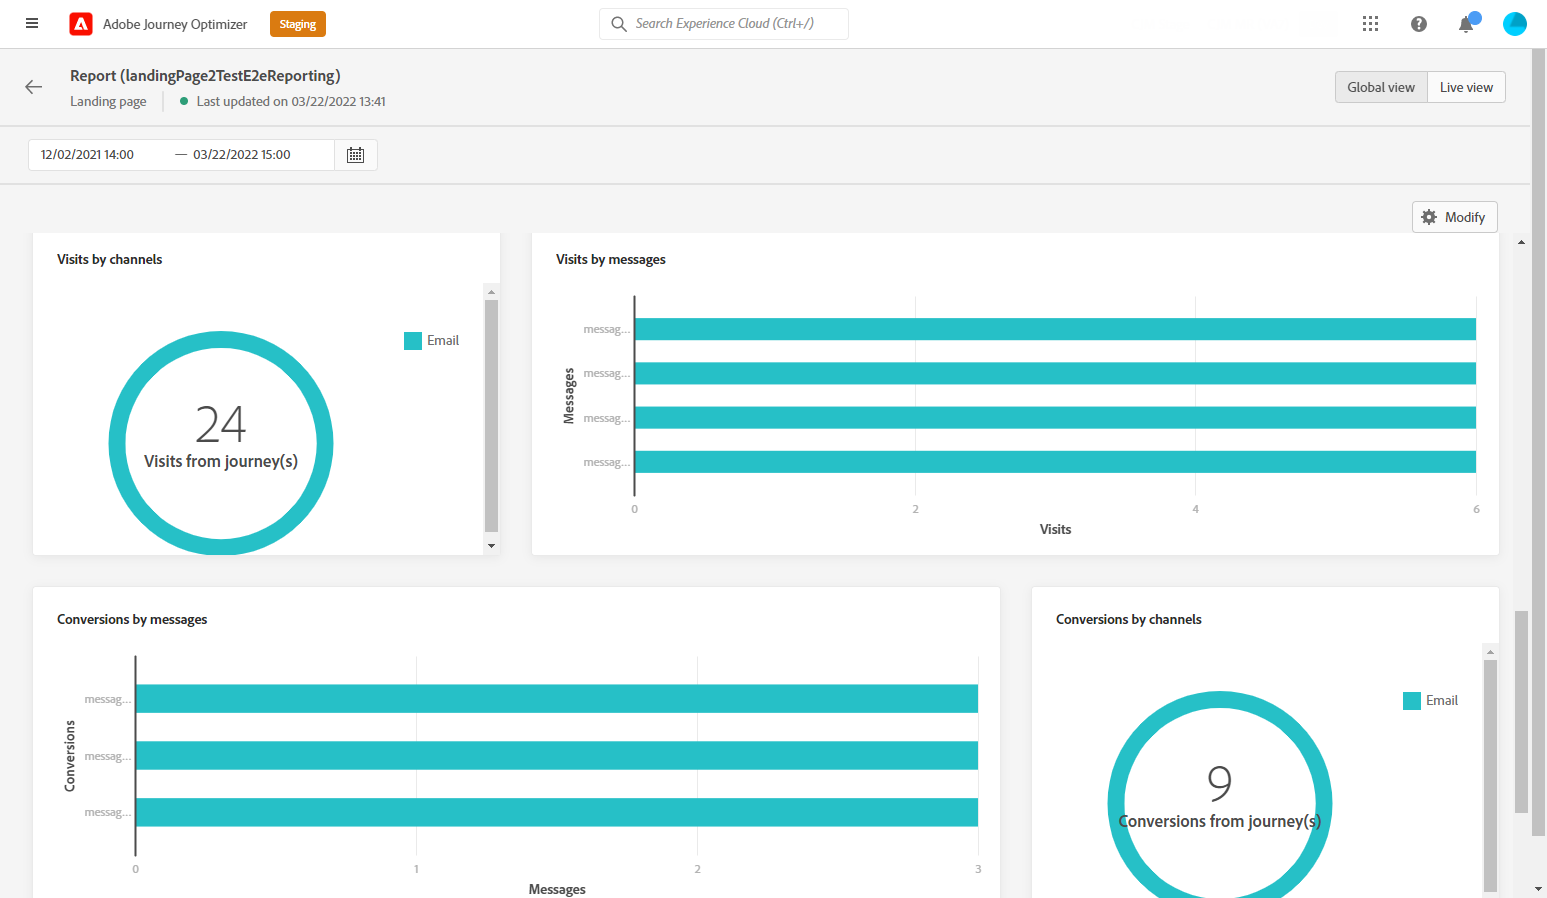 Adobe Journey Optimizer
Staging
Search Experience Cloud (Ctrl+/)
Report (landingPage2TestE2eReporting)
Landing page
Last updated on 03/22/2022 13:41
Global view
Live view
12/02/2021 14:00 — 03/22/2022 15:00
Modify
Visits by channels
24
Visits from journey(s)
Email
Visits by messages
Messages
messag...
messag...
messag...
messag...
0 2 4 6
Visits
Conversions by messages
Conversions
messag...
messag...
messag...
0 1 2 3
Messages
Conversions by channels
9
Conversions from journey(s)
Email